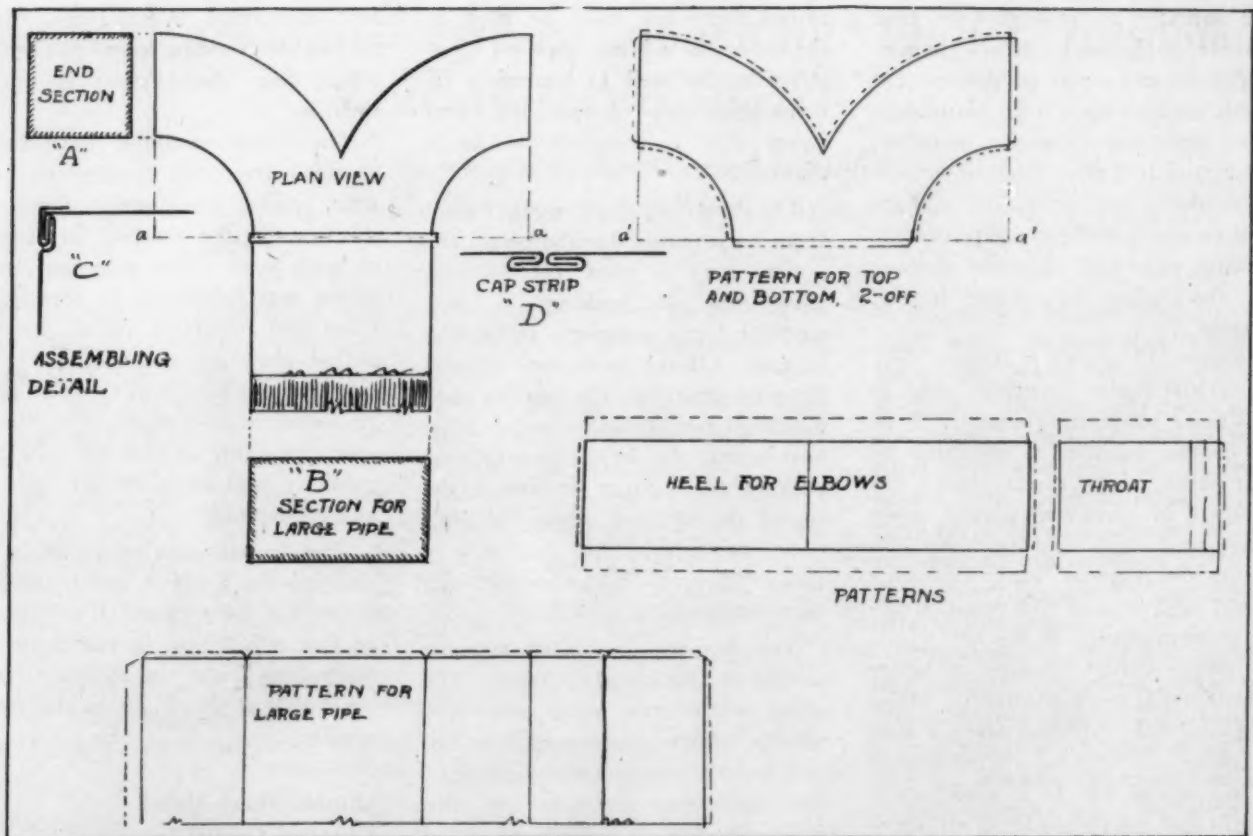 END
SECTION
"A"
PLAN VIEW
a
a
a'
a'
"C"
CAP STRIP
"D"
PATTERN FOR TOP
AND BOTTOM, 2-OFF
ASSEMBLING
DETAIL
"B"
SECTION FOR
LARGE PIPE
HEEL FOR ELBOWS
THROAT
PATTERNS
PATTERN FOR
LARGE PIPE